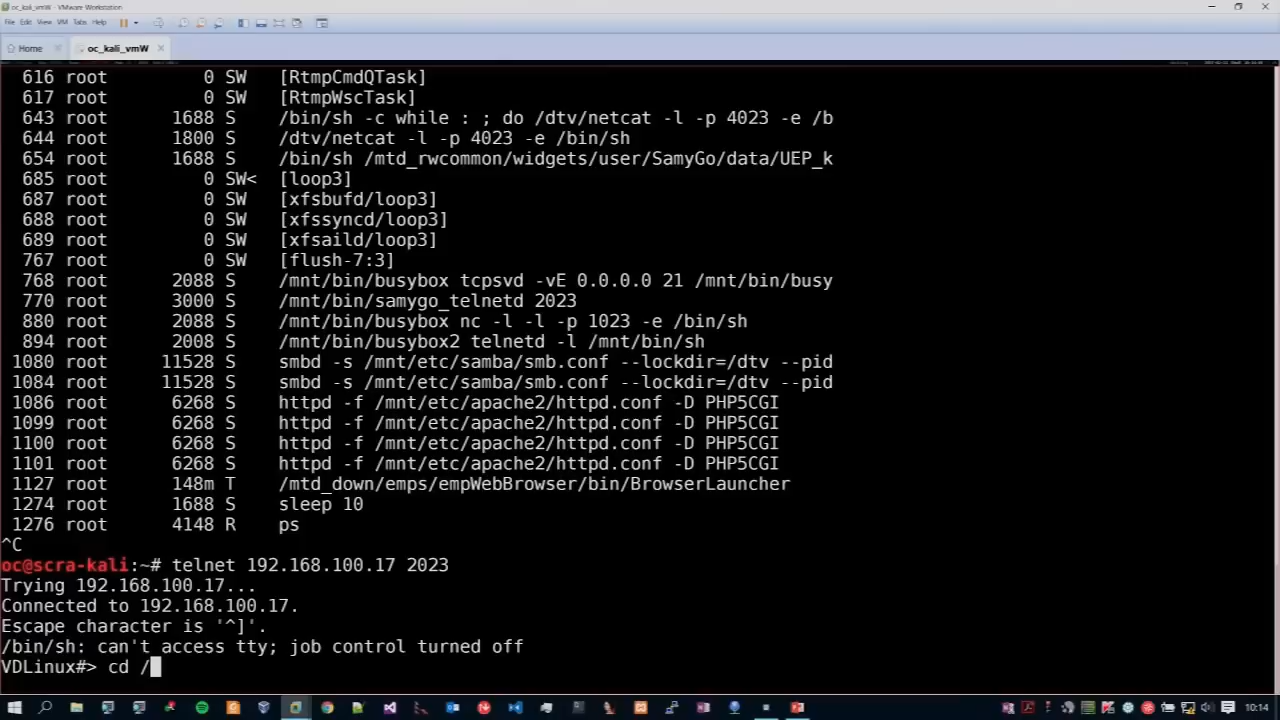 oc_kali_vmW - VMware Workstation
File Edit View VM Tabs Help
Home oc_kali_vmW
616 root 0 SW [RtmpCmdQTask]
617 root 0 SW [RtmpWscTask]
643 root 1688 S /bin/sh -c while : ; do /dtv/netcat -l -p 4023 -e /b
644 root 1800 S /dtv/netcat -l -p 4023 -e /bin/sh
654 root 1688 S /bin/sh /mtd_rwcommon/widgets/user/SamyGo/data/UEP_k
685 root 0 SW< [loop3]
687 root 0 SW [xfsbufd/loop3]
688 root 0 SW [xfssyncd/loop3]
689 root 0 SW [xfsaild/loop3]
767 root 0 SW [flush-7:3]
768 root 2088 S /mnt/bin/busybox tcpsvd -vE 0.0.0.0 21 /mnt/bin/busy
770 root 3000 S /mnt/bin/samygo_telnetd 2023
880 root 2088 S /mnt/bin/busybox nc -l -l -p 1023 -e /bin/sh
894 root 2008 S /mnt/bin/busybox2 telnetd -l /mnt/bin/sh
1080 root 11528 S smbd -s /mnt/etc/samba/smb.conf --lockdir=/dtv --pid
1084 root 11528 S smbd -s /mnt/etc/samba/smb.conf --lockdir=/dtv --pid
1086 root 6268 S httpd -f /mnt/etc/apache2/httpd.conf -D PHP5CGI
1099 root 6268 S httpd -f /mnt/etc/apache2/httpd.conf -D PHP5CGI
1100 root 6268 S httpd -f /mnt/etc/apache2/httpd.conf -D PHP5CGI
1101 root 6268 S httpd -f /mnt/etc/apache2/httpd.conf -D PHP5CGI
1127 root 148m T /mtd_down/emps/empWebBrowser/bin/BrowserLauncher
1274 root 1688 S sleep 10
1276 root 4148 R ps
^C
oc@scra-kali:~# telnet 192.168.100.17 2023
Trying 192.168.100.17...
Connected to 192.168.100.17.
Escape character is '^]'.
/bin/sh: can't access tty; job control turned off
VDLinux#> cd /
10:14